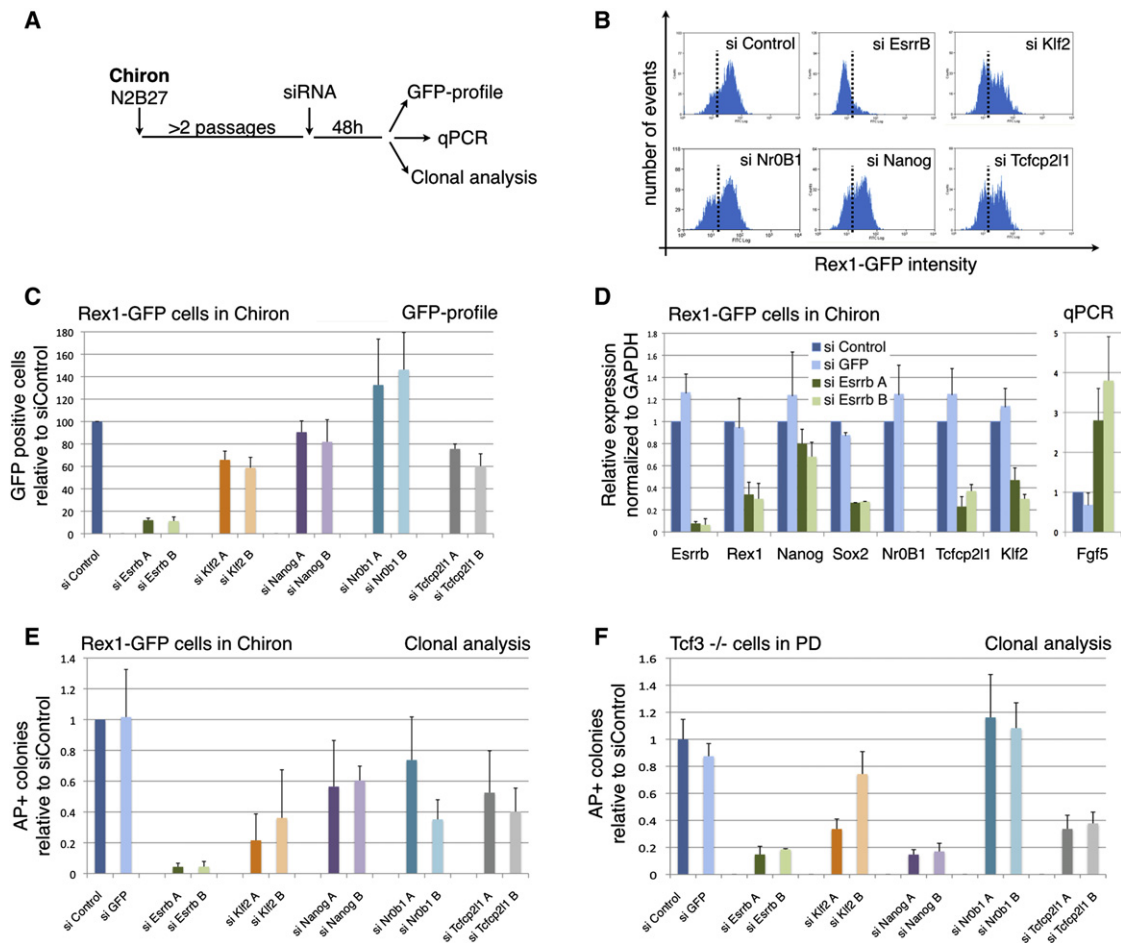 A
Chiron
N2B27
siRNA
>2 passages
48h
GFP-profile
qPCR
Clonal analysis
B
number of events
si Control
si EsrrB
si Klf2
si Nr0B1
si Nanog
si Tcfcp2l1
FITC Log
Rex1-GFP intensity
C
Rex1-GFP cells in Chiron
GFP-profile
GFP positive cells
relative to siControl
180
160
140
120
100
80
60
40
20
0
si Control
si Esrrb A
si Esrrb B
si Klf2 A
si Klf2 B
si Nanog A
si Nanog B
si Nr0b1 A
si Nr0b1 B
si Tcfcp2l1 A
si Tcfcp2l1 B
D
Rex1-GFP cells in Chiron
qPCR
Relative expression
normalized to GAPDH
1.8
1.6
1.4
1.2
1
0.8
0.6
0.4
0.2
0
si Control
si GFP
si Esrrb A
si Esrrb B
Esrrb
Rex1
Nanog
Sox2
Nr0B1
Tcfcp2l1
Klf2
5
4
3
2
1
0
Fgf5
E
Rex1-GFP cells in Chiron
Clonal analysis
AP+ colonies
relative to siControl
1.4
1.2
1
0.8
0.6
0.4
0.2
0
si Control
si GFP
si Esrrb A
si Esrrb B
si Klf2 A
si Klf2 B
si Nanog A
si Nanog B
si Nr0b1 A
si Nr0b1 B
si Tcfcp2l1 A
si Tcfcp2l1 B
F
Tcf3 -/- cells in PD
Clonal analysis
AP+ colonies
relative to siControl
1.6
1.4
1.2
1
0.8
0.6
0.4
0.2
0
si Control
si GFP
si Esrrb A
si Esrrb B
si Klf2 A
si Klf2 B
si Nanog A
si Nanog B
si Nr0b1 A
si Nr0b1 B
si Tcfcp2l1 A
si Tcfcp2l1 B